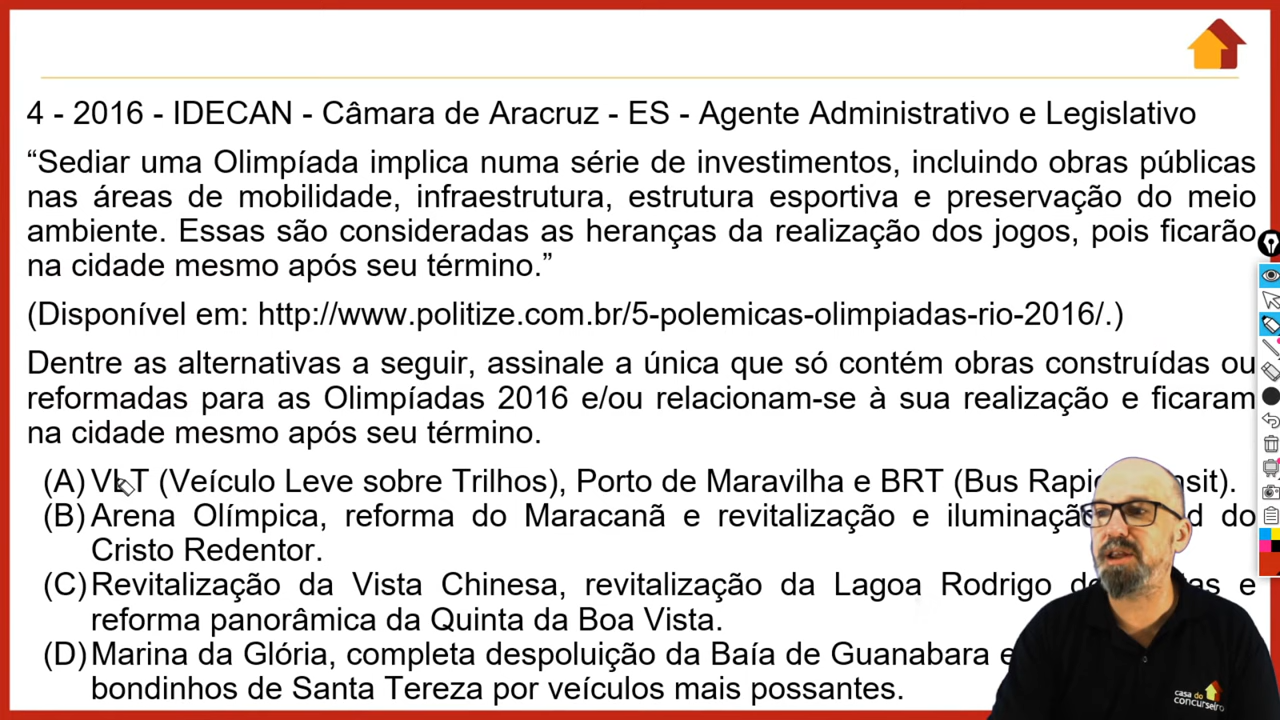 4 - 2016 - IDECAN - Câmara de Aracruz - ES - Agente Administrativo e Legislativo
“Sediar uma Olimpíada implica numa série de investimentos, incluindo obras públicas
nas áreas de mobilidade, infraestrutura, estrutura esportiva e preservação do meio
ambiente. Essas são consideradas as heranças da realização dos jogos, pois ficarão
na cidade mesmo após seu término.”
(Disponível em: http://www.politize.com.br/5-polemicas-olimpiadas-rio-2016/.)
Dentre as alternativas a seguir, assinale a única que só contém obras construídas ou
reformadas para as Olimpíadas 2016 e/ou relacionam-se à sua realização e ficaram
na cidade mesmo após seu término.
(A) VLT (Veículo Leve sobre Trilhos), Porto de Maravilha e BRT (Bus
(B) Arena Olímpica, reforma do Maracanã e revitalização e do
Cristo Redentor.
(C) Revitalização da Vista Chinesa, revitalização da Lagoa Rodrigo e
reforma panorâmica da Quinta da Boa Vista.
(D) Marina da Glória, completa despoluição da Baía de Guanabara
bondinhos de Santa Tereza por veículos mais possantes.
casa do
concurseiro